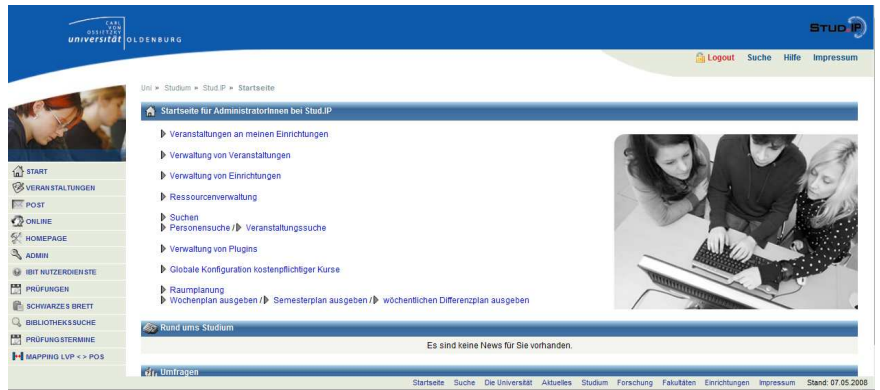 CARL
VON
OSSIETZKY
universität OLDENBURG
STUD IP
Logout Suche Hilfe Impressum
Uni » Studium » Stud.IP » Startseite
Startseite für AdministratorInnen bei Stud.IP
Veranstaltungen an meinen Einrichtungen
Verwaltung von Veranstaltungen
Verwaltung von Einrichtungen
Ressourcenverwaltung
Suchen
Personensuche / Veranstaltungssuche
Verwaltung von Plugins
Globale Konfiguration kostenpflichtiger Kurse
Raumplanung
Wochenplan ausgeben / Semesterplan ausgeben / wöchentlichen Differenzplan ausgeben
START
VERANSTALTUNGEN
POST
ONLINE
HOMEPAGE
ADMIN
IBIT NUTZERDIENSTE
PRÜFUNGEN
SCHWARZES BRETT
BIBLIOTHEKSSUCHE
PRÜFUNGSTERMINE
MAPPING LVP < > POS
Rund ums Studium
Es sind keine News für Sie vorhanden.
Umfragen
Startseite Suche Die Universität Aktuelles Studium Forschung Fakultäten Einrichtungen Impressum Stand: 07.05.2008